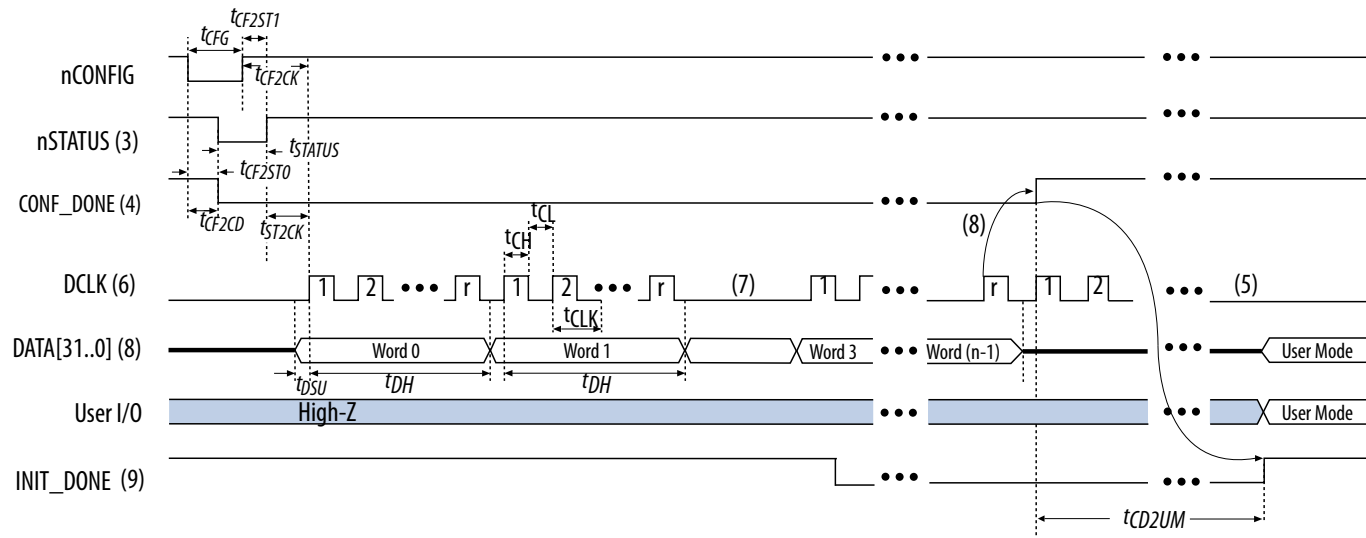 tCF2ST1
tCFG
nCONFIG
tCF2CK
nSTATUS (3)
tSTATUS
tCF2ST0
CONF_DONE (4)
tCF2CD
tST2CK
tCL
tCH
(8)
DCLK (6)
1 2 r 1 2 r (7) 1 r 1 2 (5)
tCLK
DATA[31..0] (8)
Word 0 Word 1 Word 3 Word (n-1) User Mode
tDSU tDH tDH
User I/O High-Z User Mode
INIT_DONE (9)
tCD2UM